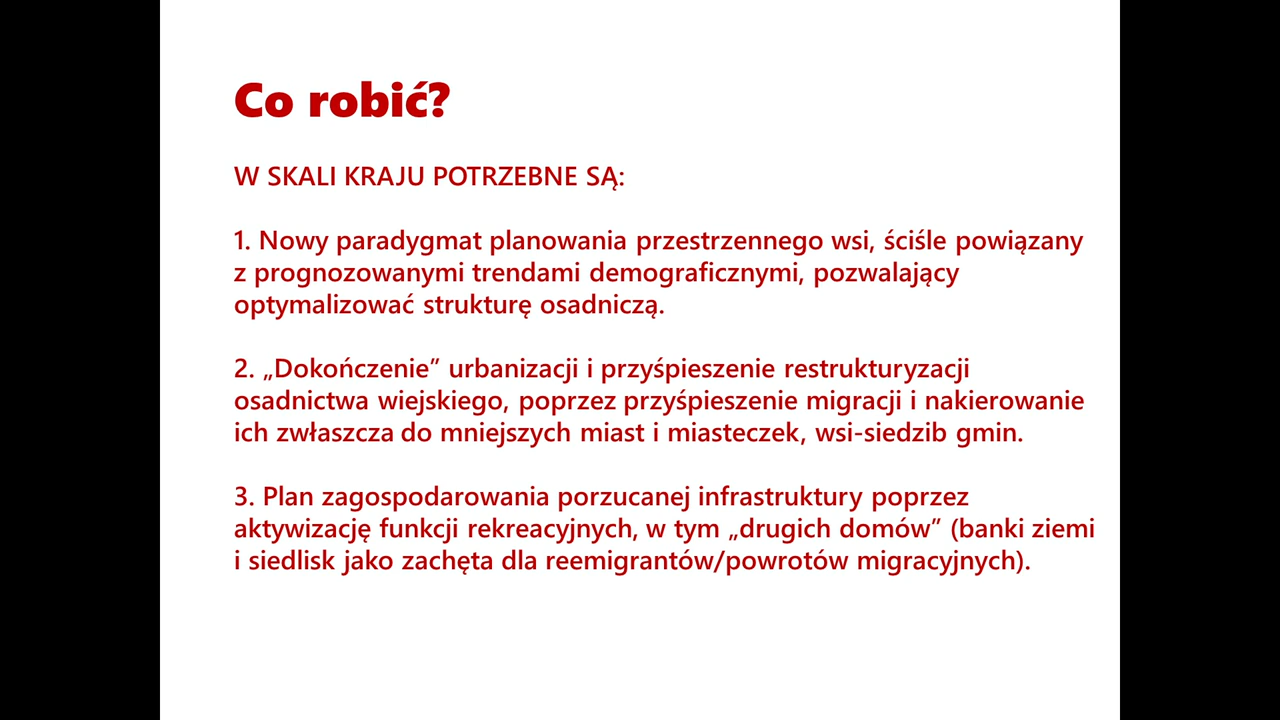 Co robić?
W SKALI KRAJU POTRZEBNE SĄ:
1. Nowy paradygmat planowania przestrzennego wsi, ściśle powiązany
z prognozowanymi trendami demograficznymi, pozwalający
optymalizować strukturę osadniczą.
2. „Dokończenie” urbanizacji i przyśpieszenie restrukturyzacji
osadnictwa wiejskiego, poprzez przyśpieszenie migracji i nakierowanie
ich zwłaszcza do mniejszych miast i miasteczek, wsi-siedzib gmin.
3. Plan zagospodarowania porzucanej infrastruktury poprzez
aktywizację funkcji rekreacyjnych, w tym „drugich domów” (banki ziemi
i siedlisk jako zachęta dla reemigrantów/powrotów migracyjnych).